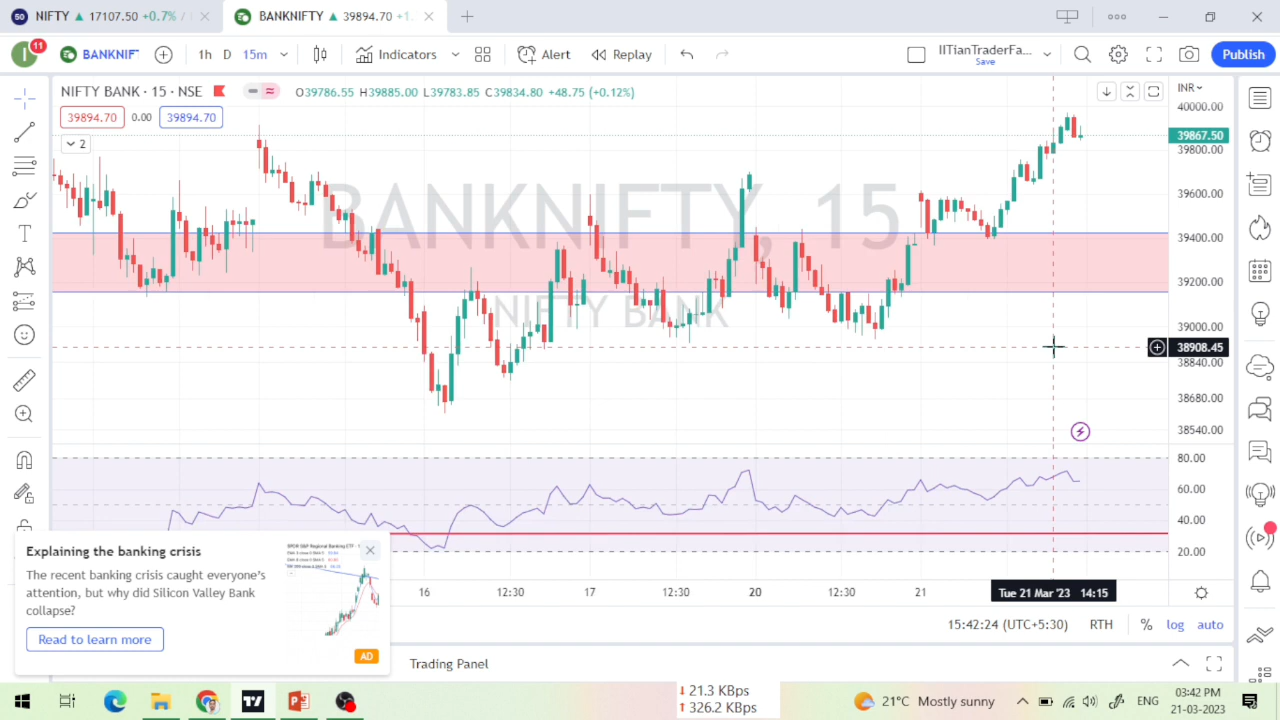 NIFTY ▲ 17107.50 +0.7% /
BANKNIFTY ▲ 39894.70 +1.
I 11 BANKNIF 1h D 15m Indicators Alert Replay IITianTraderFa... Save Publish
NIFTY BANK · 15 · NSE O39786.55 H39885.00 L39783.85 C39834.80 +48.75 (+0.12%)
INR
39894.70 0.00 39894.70
2
BANKNIFTY, 15
NIFTY BANK
40000.00
39867.50
39800.00
39600.00
39400.00
39200.00
39000.00
38908.45
38840.00
38680.00
38540.00
80.00
60.00
40.00
20.00
16 12:30 17 12:30 20 12:30 21 Tue 21 Mar '23 14:15
15:42:24 (UTC+5:30) RTH % log auto
Explaining the banking crisis
The recent banking crisis caught everyone's
attention, but why did Silicon Valley Bank
collapse?
Read to learn more
AD
Trading Panel
21.3 KBps
326.2 KBps
21°C Mostly sunny
ENG
03:42 PM
21-03-2023